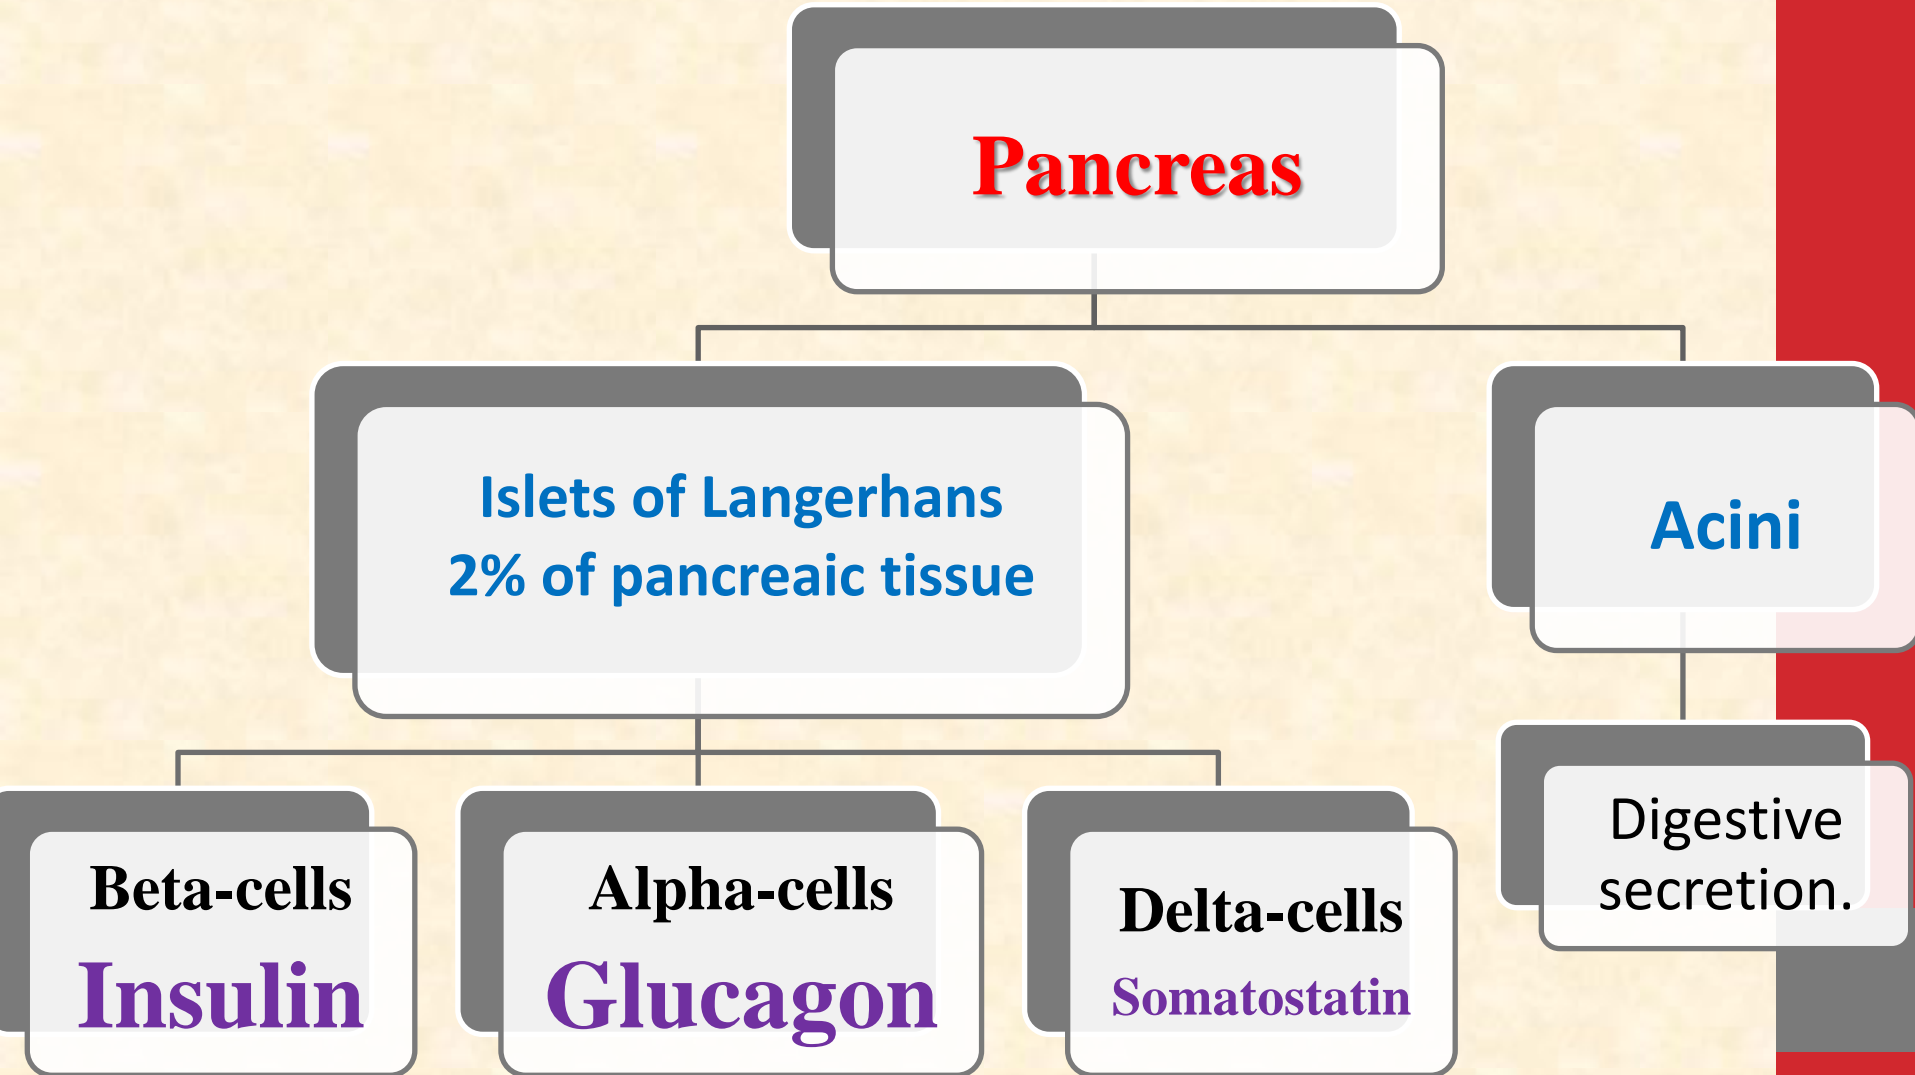 Pancreas
Islets of Langerhans
2% of pancreaic tissue
Acini
Beta-cells
Insulin
Alpha-cells
Glucagon
Delta-cells
Somatostatin
Digestive
secretion.